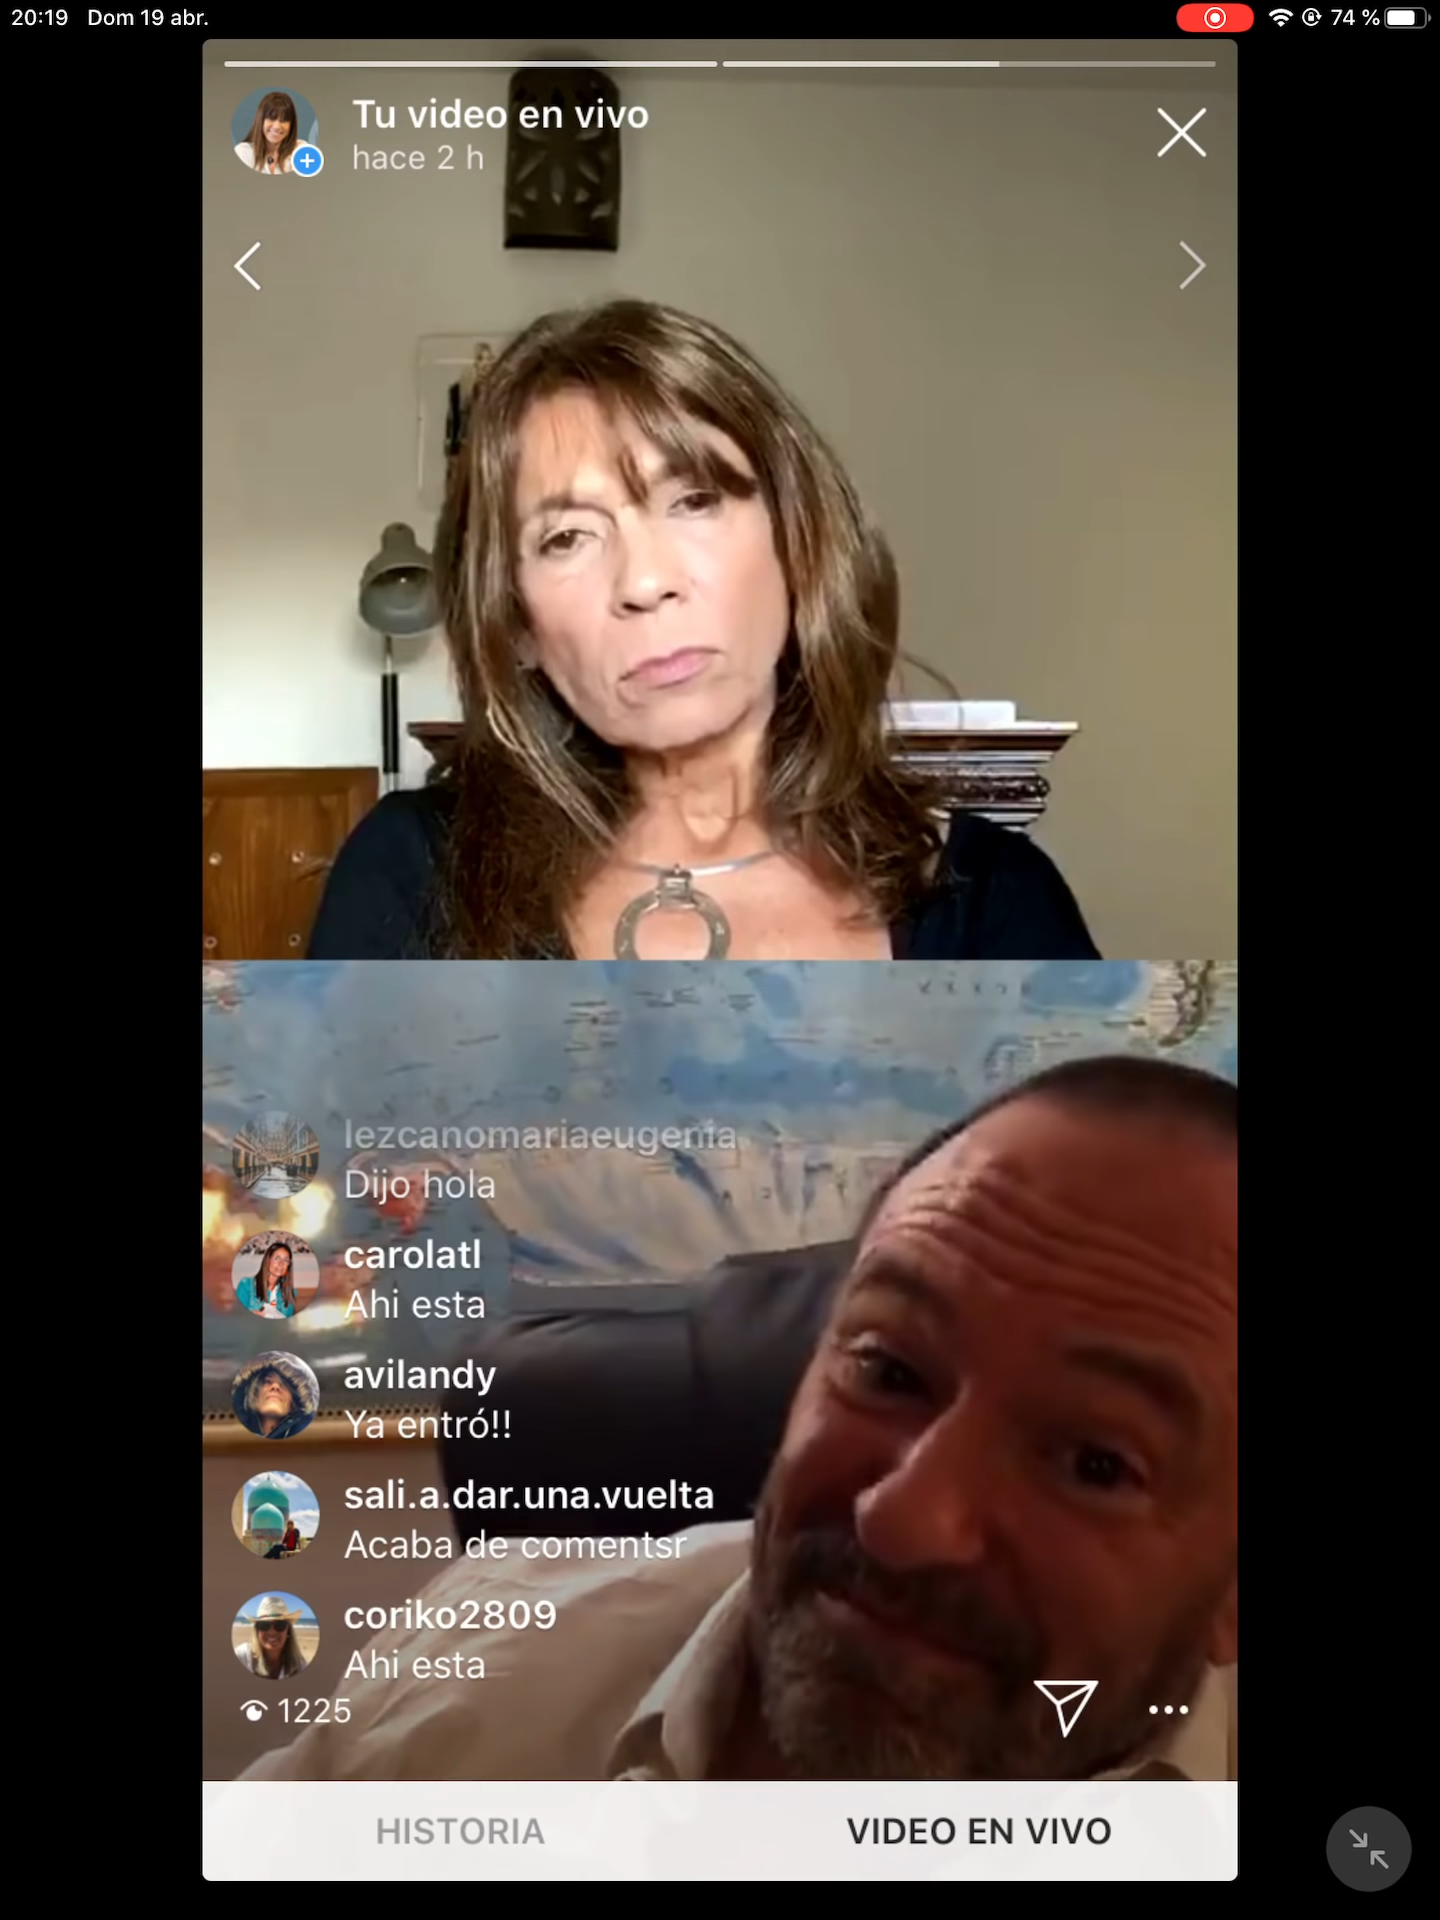 20:19 Dom 19 abr.
74 %
Tu video en vivo
hace 2 h
lezcanomariaeugenia
Dijo hola
carolatl
Ahi esta
avilandy
Ya entró!!
sali.a.dar.una.vuelta
Acaba de comentsr
coriko2809
Ahi esta
1225
HISTORIA
VIDEO EN VIVO